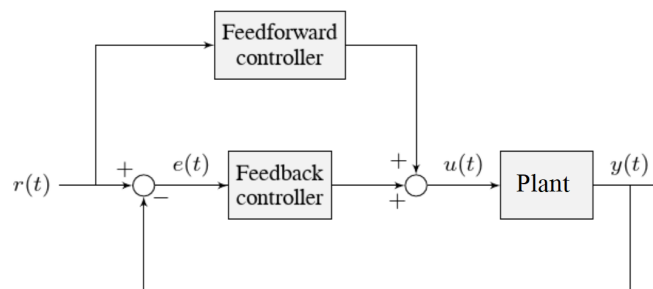 Feedforward
controller
+
e(t)
+
u(t)
y(t)
r(t)
Feedback
controller
Plant
−
+